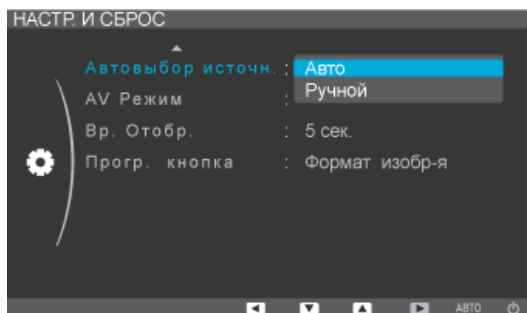 НАСТР. И СБРОС
Автовыбор источн. : Авто
Ручной
AV Режим :
Вр. Отобр. : 5 сек.
Прогр. кнопка : Формат изобр-я
АВТО